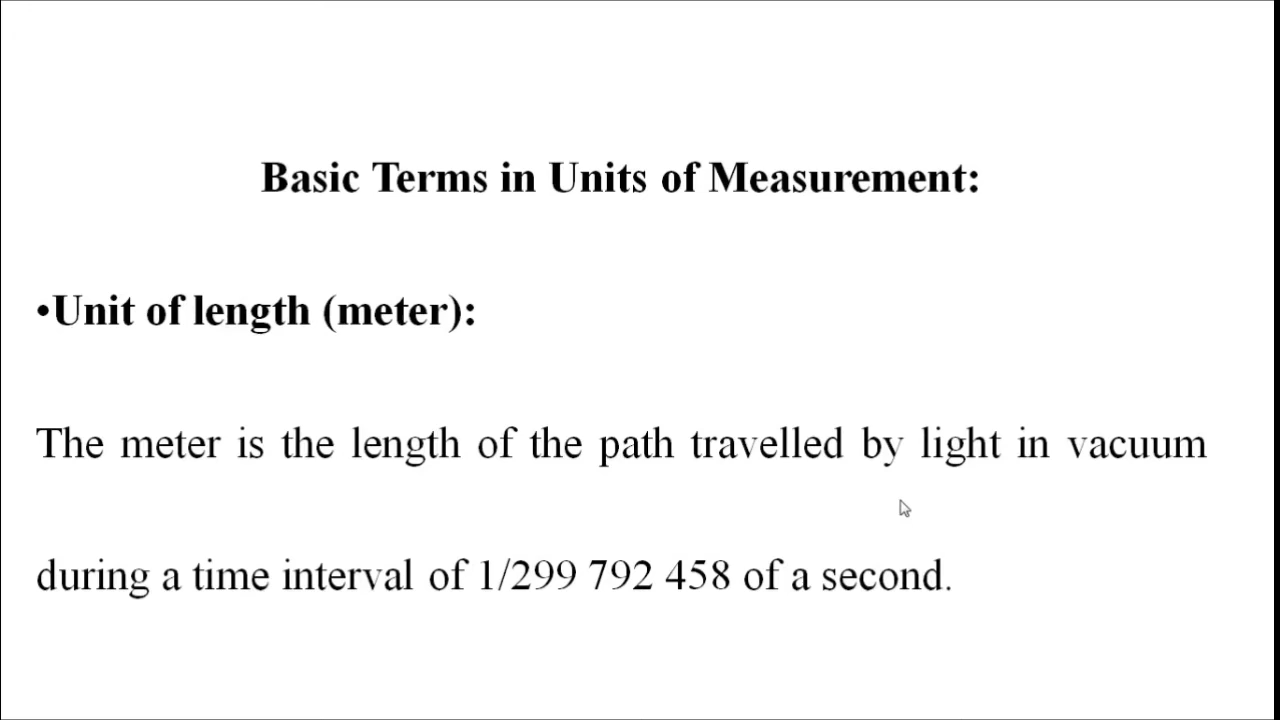 Basic Terms in Units of Measurement:
•Unit of length (meter):
The meter is the length of the path travelled by light in vacuum
during a time interval of 1/299 792 458 of a second.